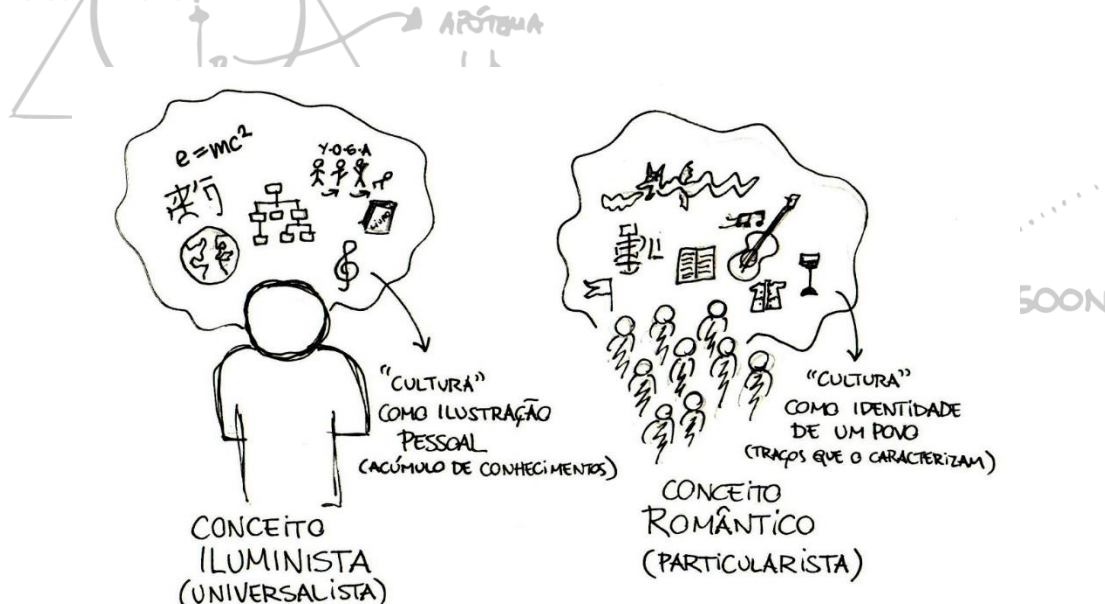 APÓTEMA
e=mc²
Y-O-G-A
LIVRO
"CULTURA"
COMO ILUSTRAÇÃO
PESSOAL
(ACÚMULO DE CONHECIMENTOS)
CONCEITO
ILUMINISTA
(UNIVERSALISTA)
"CULTURA"
COMO IDENTIDADE
DE UM POVO
(TRAÇOS QUE O CARACTERIZAM)
CONCEITO
ROMÂNTICO
(PARTICULARISTA)
SOON